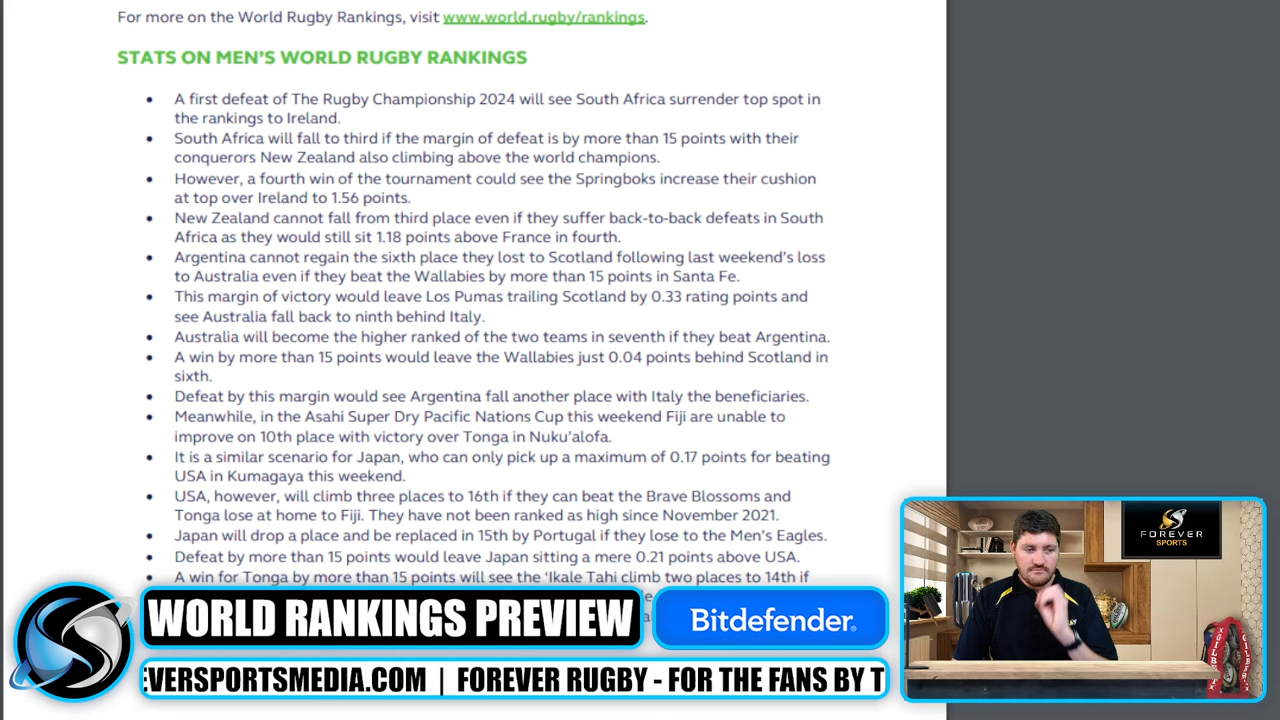 For more on the World Rugby Rankings, visit www.world.rugby/rankings.
STATS ON MEN'S WORLD RUGBY RANKINGS
• A first defeat of The Rugby Championship 2024 will see South Africa surrender top spot in
the rankings to Ireland.
• South Africa will fall to third if the margin of defeat is by more than 15 points with their
conquerors New Zealand also climbing above the world champions.
• However, a fourth win of the tournament could see the Springboks increase their cushion
at top over Ireland to 1.56 points.
• New Zealand cannot fall from third place even if they suffer back-to-back defeats in South
Africa as they would still sit 1.18 points above France in fourth.
• Argentina cannot regain the sixth place they lost to Scotland following last weekend's loss
to Australia even if they beat the Wallabies by more than 15 points in Santa Fe.
• This margin of victory would leave Los Pumas trailing Scotland by 0.33 rating points and
see Australia fall back to ninth behind Italy.
• Australia will become the higher ranked of the two teams in seventh if they beat Argentina.
• A win by more than 15 points would leave the Wallabies just 0.04 points behind Scotland in
sixth.
• Defeat by this margin would see Argentina fall another place with Italy the beneficiaries.
• Meanwhile, in the Asahi Super Dry Pacific Nations Cup this weekend Fiji are unable to
improve on 10th place with victory over Tonga in Nuku'alofa.
• It is a similar scenario for Japan, who can only pick up a maximum of 0.17 points for beating
USA in Kumagaya this weekend.
• USA, however, will climb three places to 16th if they can beat the Brave Blossoms and
Tonga lose at home to Fiji. They have not been ranked as high since November 2021.
• Japan will drop a place and be replaced in 15th by Portugal if they lose to the Men's Eagles.
• Defeat by more than 15 points would leave Japan sitting a mere 0.21 points above USA.
• A win for Tonga by more than 15 points will see the 'Ikale Tahi climb two places to 14th if
WORLD RANKINGS PREVIEW
Bitdefender®
EVERSPORTSMEDIA.COM | FOREVER RUGBY - FOR THE FANS BY T
FOREVER
SPORTS
GILBERT